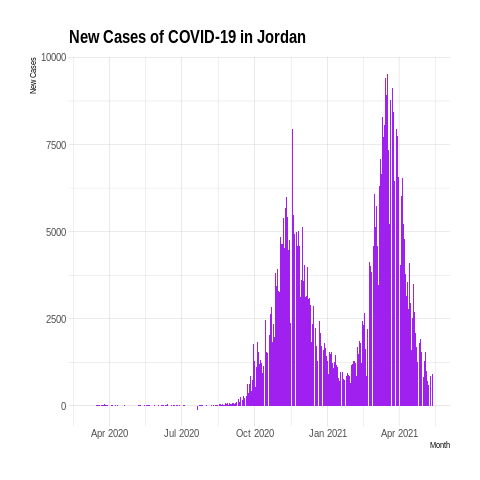 New Cases of COVID-19 in Jordan
New Cases
10000
7500
5000
2500
0
Apr 2020 Jul 2020 Oct 2020 Jan 2021 Apr 2021
Month